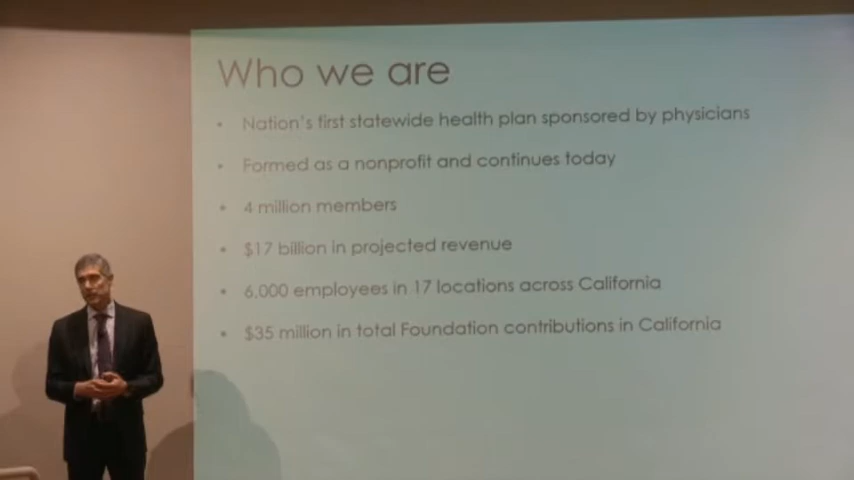 Who we are
• Nation's first statewide health plan sponsored by physicians
• Formed as a nonprofit and continues today
• 4 million members
• $17 billion in projected revenue
• 6,000 employees in 17 locations across California
• $35 million in total Foundation contributions in California